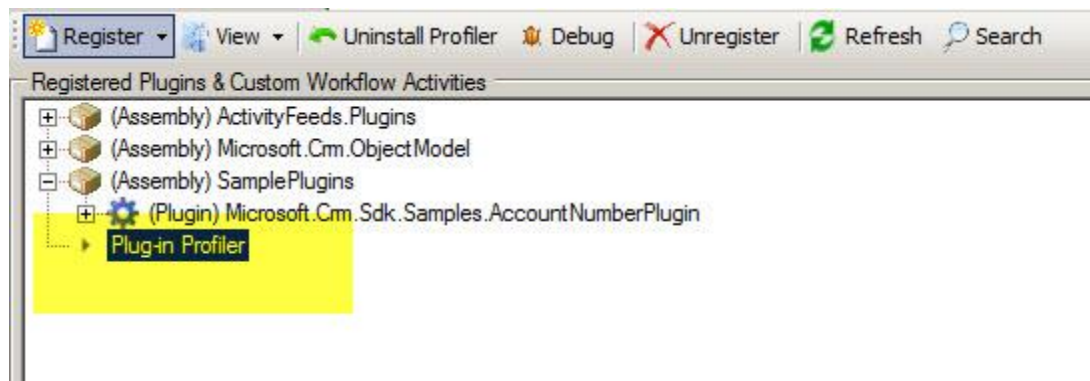 Register View Uninstall Profiler Debug Unregister Refresh Search
Registered Plugins & Custom Workflow Activities
(Assembly) ActivityFeeds.Plugins
(Assembly) Microsoft.Crm.ObjectModel
(Assembly) SamplePlugins
(Plugin) Microsoft.Crm.Sdk.Samples.AccountNumberPlugin
Plug-in Profiler